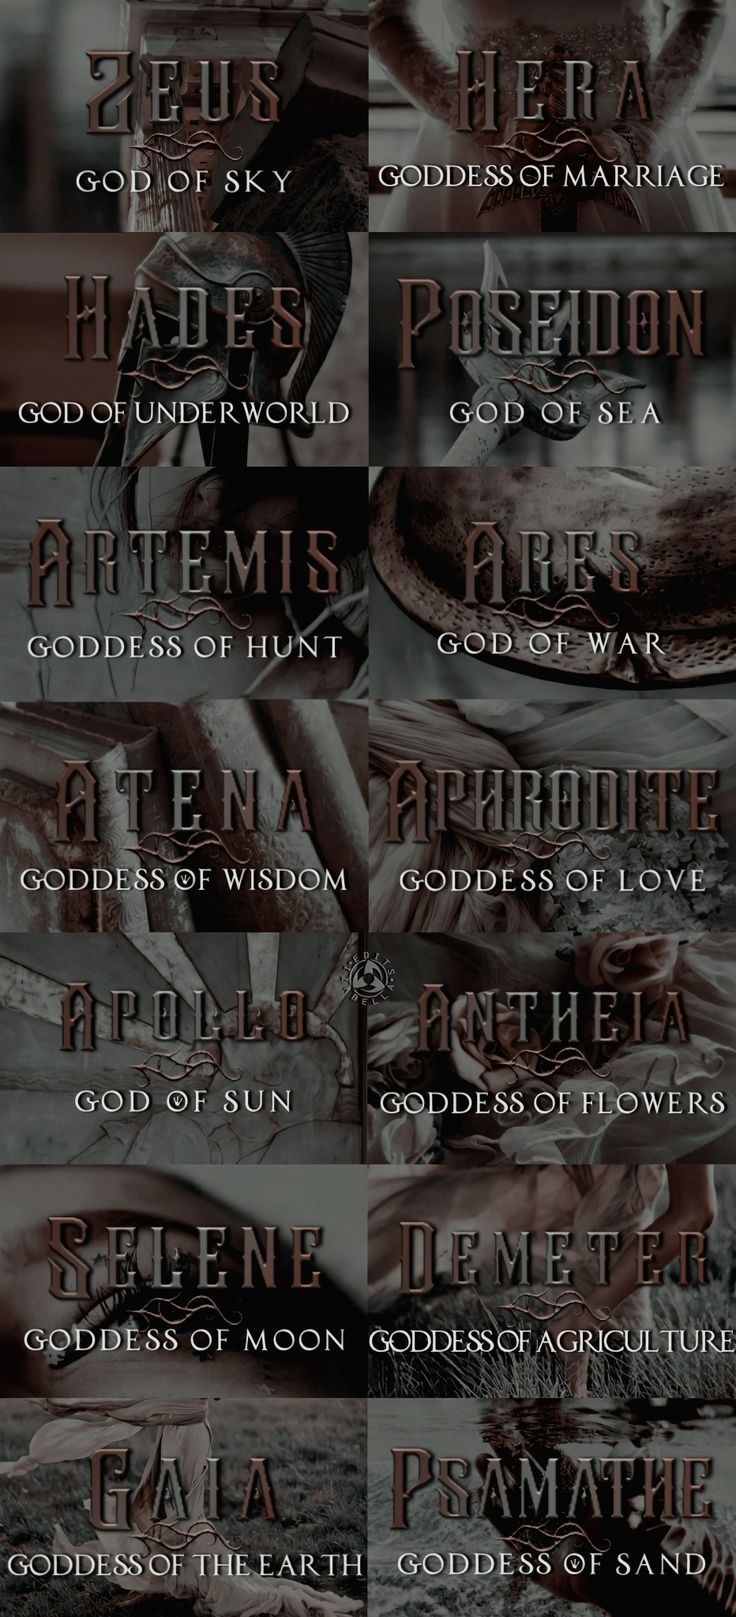 Zeus
GOD OF SKY
Hera
GODDESS OF MARRIAGE
Hades
GOD OF UNDERWORLD
Poseidon
GOD OF SEA
Artemis
GODDESS OF HUNT
Ares
GOD OF WAR
Atena
GODDESS OF WISDOM
Aphrodite
GODDESS OF LOVE
Apollo
GOD OF SUN
Antheia
GODDESS OF FLOWERS
Selene
GODDESS OF MOON
Demeter
GODDESS OF AGRICULTURE
Gaia
GODDESS OF THE EARTH
Psamathe
GODDESS OF SAND